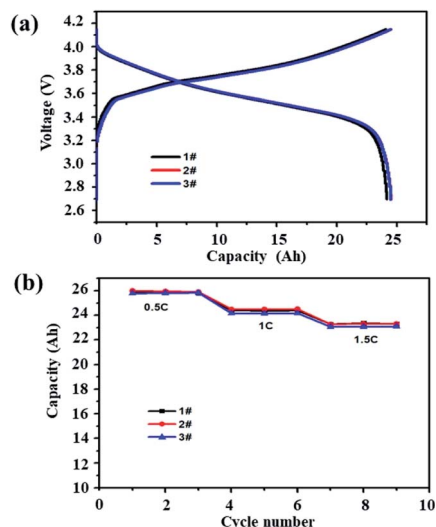 (a)
4.2
4.0
3.8
3.6
3.4
3.2
3.0
2.8
2.6
Voltage (V)
1#
2#
3#
0 5 10 15 20 25
Capacity (Ah)
(b)
26
24
22
20
18
16
14
12
10
Capacity (Ah)
0.5C
1C
1.5C
1#
2#
3#
0 2 4 6 8 10
Cycle number